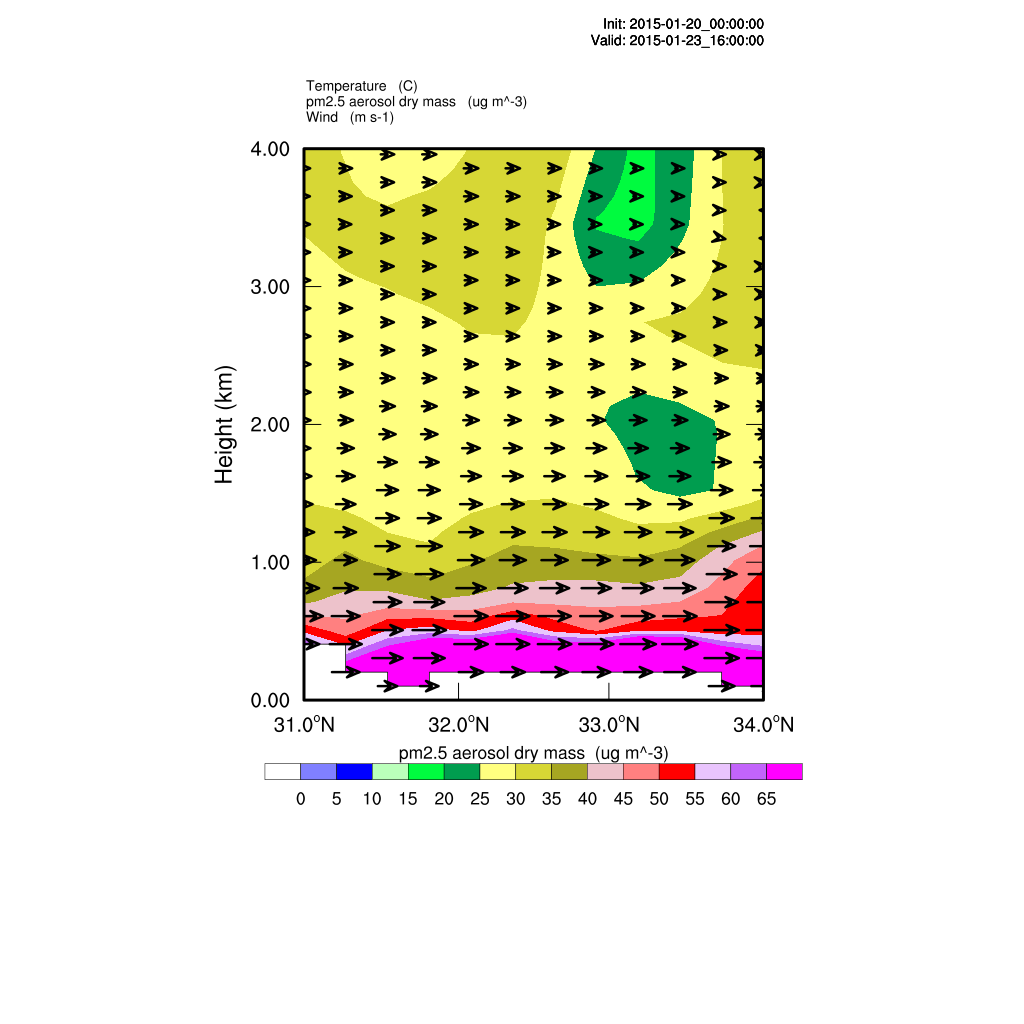 Init: 2015-01-20_00:00:00
Valid: 2015-01-23_16:00:00
Temperature (C)
pm2.5 aerosol dry mass (ug m^-3)
Wind (m s-1)
4.00
3.00
2.00
1.00
0.00
Height (km)
31.0°N 32.0°N 33.0°N 34.0°N
pm2.5 aerosol dry mass (ug m^-3)
0 5 10 15 20 25 30 35 40 45 50 55 60 65